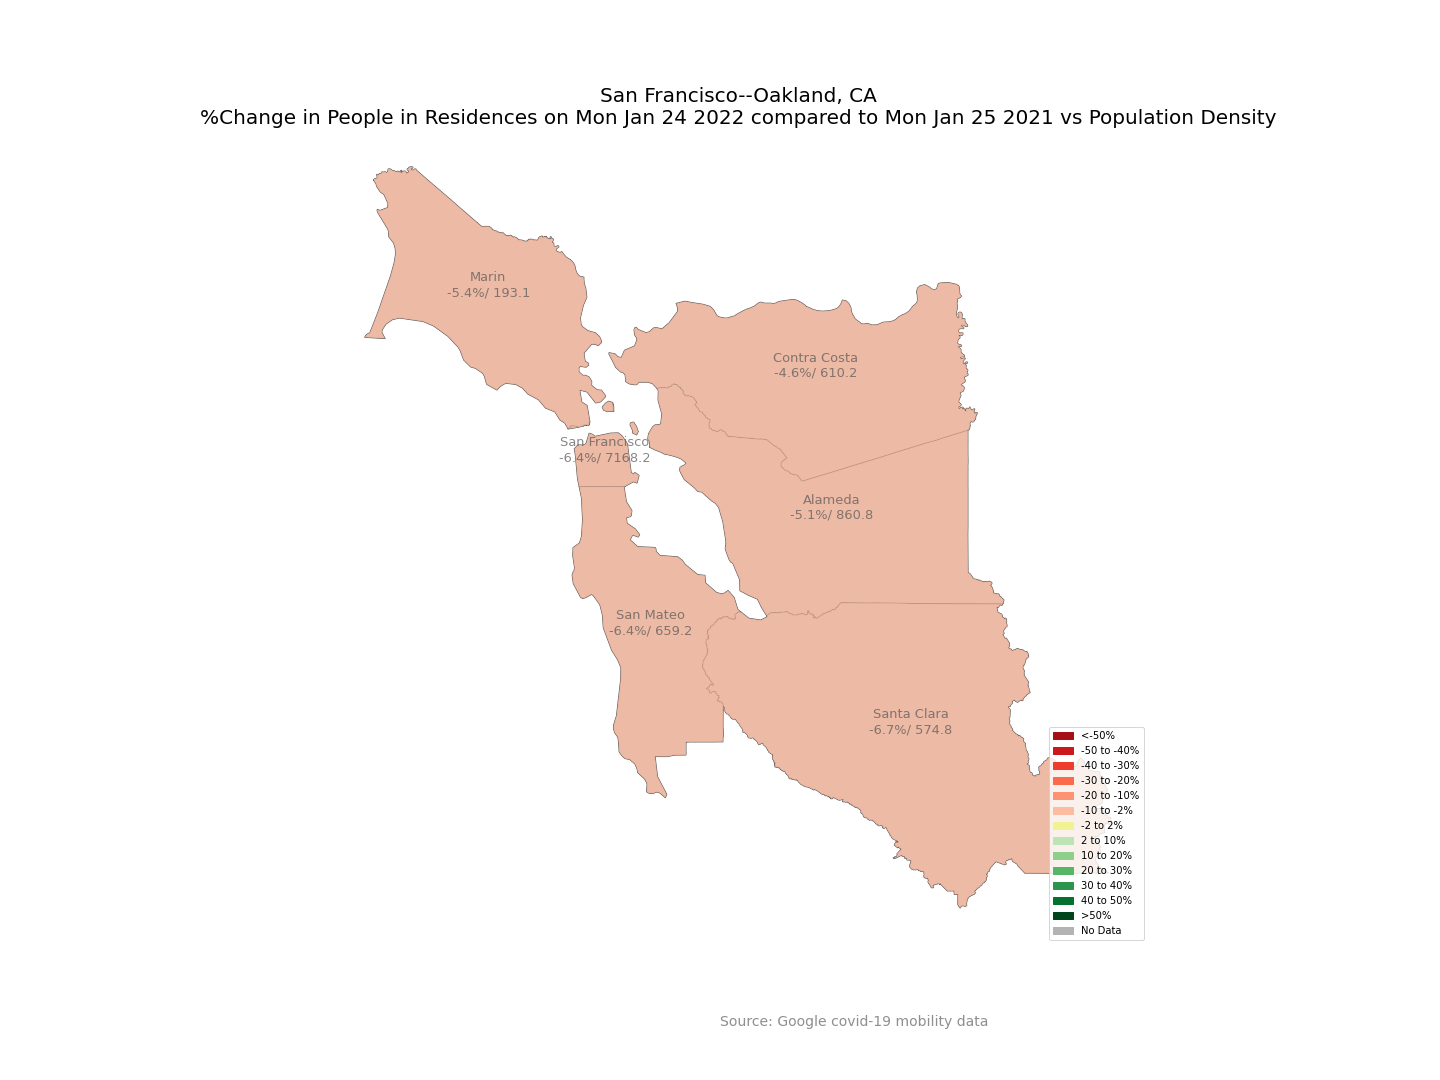 San Francisco--Oakland, CA
%Change in People in Residences on Mon Jan 24 2022 compared to Mon Jan 25 2021 vs Population Density
Marin
-5.4%/ 193.1
Contra Costa
-4.6%/ 610.2
San Francisco
-6.4%/ 7168.2
Alameda
-5.1%/ 860.8
San Mateo
-6.4%/ 659.2
Santa Clara
-6.7%/ 574.8
<-50%
-50 to -40%
-40 to -30%
-30 to -20%
-20 to -10%
-10 to -2%
-2 to 2%
2 to 10%
10 to 20%
20 to 30%
30 to 40%
40 to 50%
>50%
No Data
Source: Google covid-19 mobility data